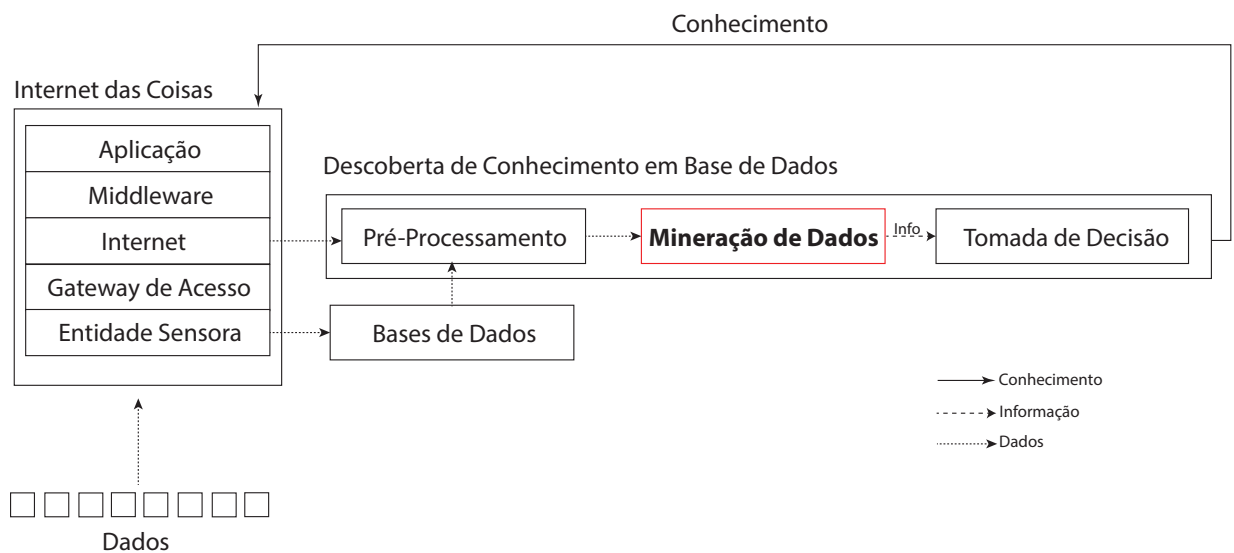 Conhecimento
Internet das Coisas
Aplicação
Middleware
Internet
Gateway de Acesso
Entidade Sensora
Descoberta de Conhecimento em Base de Dados
Pré-Processamento
Mineração de Dados
Info
Tomada de Decisão
Bases de Dados
Conhecimento
Informação
Dados
Dados